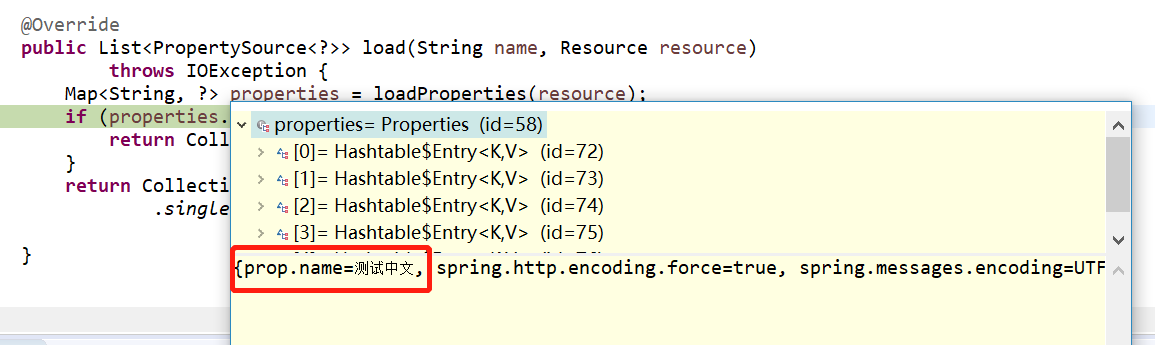 @Override
public List<PropertySource<?>> load(String name, Resource resource)
throws IOException {
Map<String, ?> properties = loadProperties(resource);
if (properties.
return Coll
}
return Collecti
.single
}
properties= Properties (id=58)
[0]= Hashtable$Entry<K,V> (id=72)
[1]= Hashtable$Entry<K,V> (id=73)
[2]= Hashtable$Entry<K,V> (id=74)
[3]= Hashtable$Entry<K,V> (id=75)
{prop.name=测试中文, spring.http.encoding.force=true, spring.messages.encoding=UTF